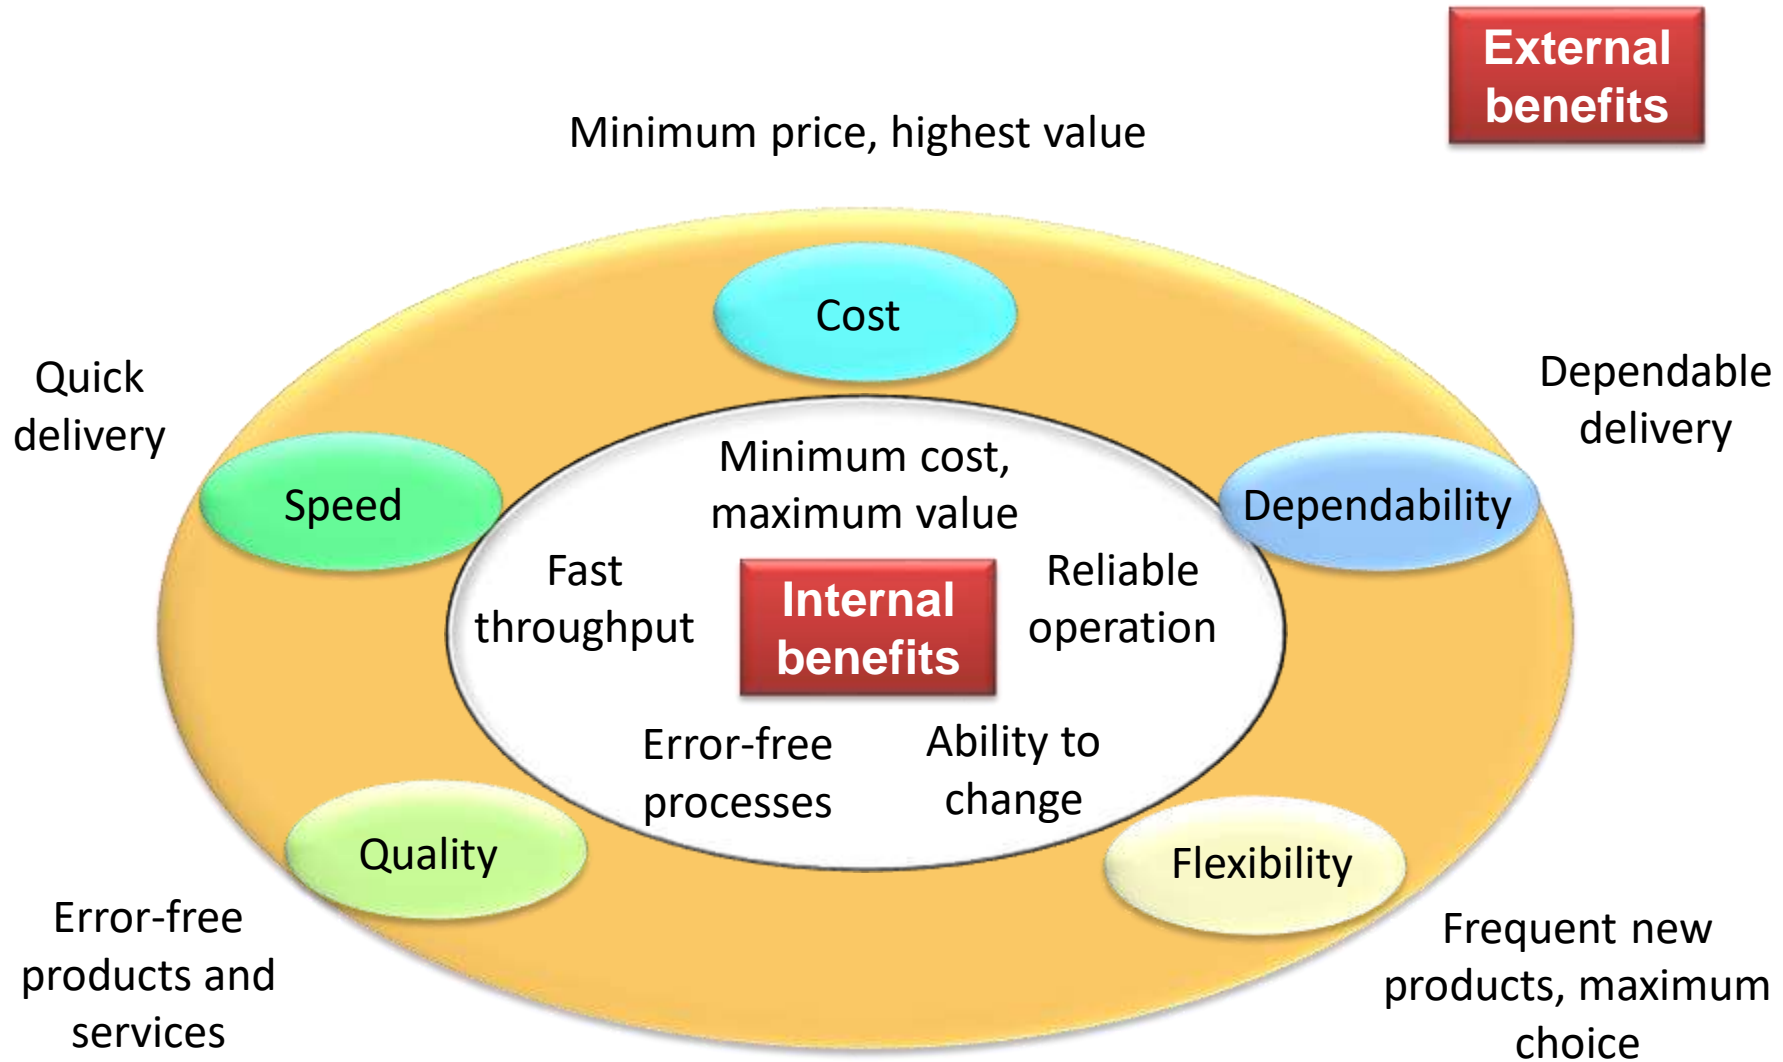 External
benefits
Minimum price, highest value
Cost
Quick
delivery
Dependable
delivery
Speed
Minimum cost,
maximum value
Dependability
Fast
throughput
Internal
benefits
Reliable
operation
Error-free
processes
Ability to
change
Quality
Flexibility
Error-free
products and
services
Frequent new
products, maximum
choice